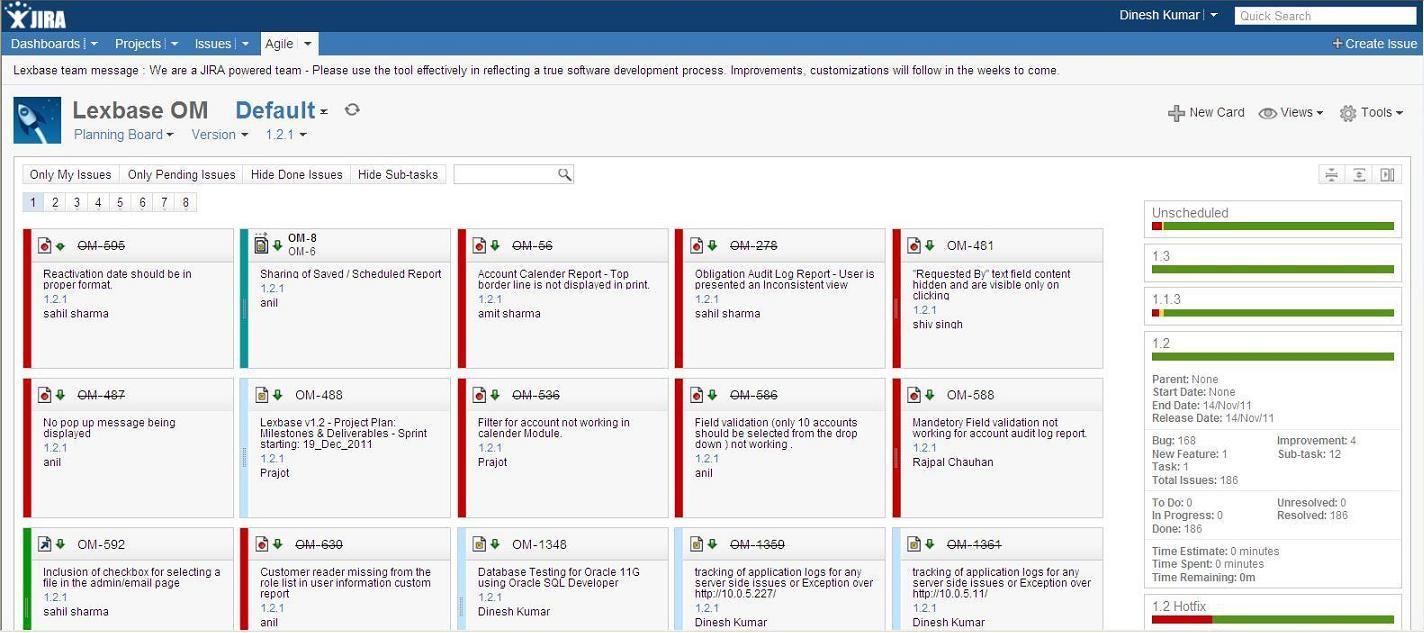 JIRA
Dinesh Kumar
Quick Search
Dashboards Projects Issues Agile
Create Issue
Lexbase team message : We are a JIRA powered team - Please use the tool effectively in reflecting a true software development process. Improvements, customizations will follow in the weeks to come.
Lexbase OM Default
Planning Board Version 1.2.1
New Card Views Tools
Only My Issues Only Pending Issues Hide Done Issues Hide Sub-tasks
1 2 3 4 5 6 7 8
OM-595
Reactivation date should be in
proper format.
1.2.1
sahil sharma
OM-8
OM-6
Sharing of Saved / Scheduled Report
1.2.1
anil
OM-56
Account Calender Report - Top
border line is not displayed in print.
1.2.1
amit sharma
OM-278
Obligation Audit Log Report - User is
presented an Inconsistent view
1.2.1
sahil sharma
OM-481
"Requested By" text field content
hidden and are visible only on
clicking
1.2.1
shiv singh
OM-487
No pop up message being
displayed
1.2.1
anil
OM-488
Lexbase v1.2 - Project Plan:
Milestones & Deliverables - Sprint
starting: 19_Dec_2011
1.2.1
Prajot
OM-536
Filter for account not working in
calender Module.
1.2.1
Prajot
OM-586
Field validation (only 10 accounts
should be selected from the drop
down ) not working .
1.2.1
anil
OM-588
Mandetory Field validation not
working for account audit log report.
1.2.1
Rajpal Chauhan
OM-592
Inclusion of checkbox for selecting a
file in the admin/email page
1.2.1
sahil sharma
OM-630
Customer reader missing from the
role list in user information custom
report
1.2.1
anil
OM-1348
Database Testing for Oracle 11G
using Oracle SQL Developer
1.2.1
Dinesh Kumar
OM-1359
tracking of application logs for any
server side issues or Exception over
http://10.0.5.227/
1.2.1
Dinesh Kumar
OM-1361
tracking of application logs for any
server side issues or Exception over
http://10.0.5.11/
1.2.1
Dinesh Kumar
Unscheduled
1.3
1.1.3
1.2
Parent: None
Start Date: None
End Date: 14/Nov/11
Release Date: 14/Nov/11
Bug: 168 Improvement: 4
New Feature: 1 Sub-task: 12
Task: 1
Total Issues: 186
To Do: 0 Unresolved: 0
In Progress: 0 Resolved: 186
Done: 186
Time Estimate: 0 minutes
Time Spent: 0 minutes
Time Remaining: 0m
1.2 Hotfix